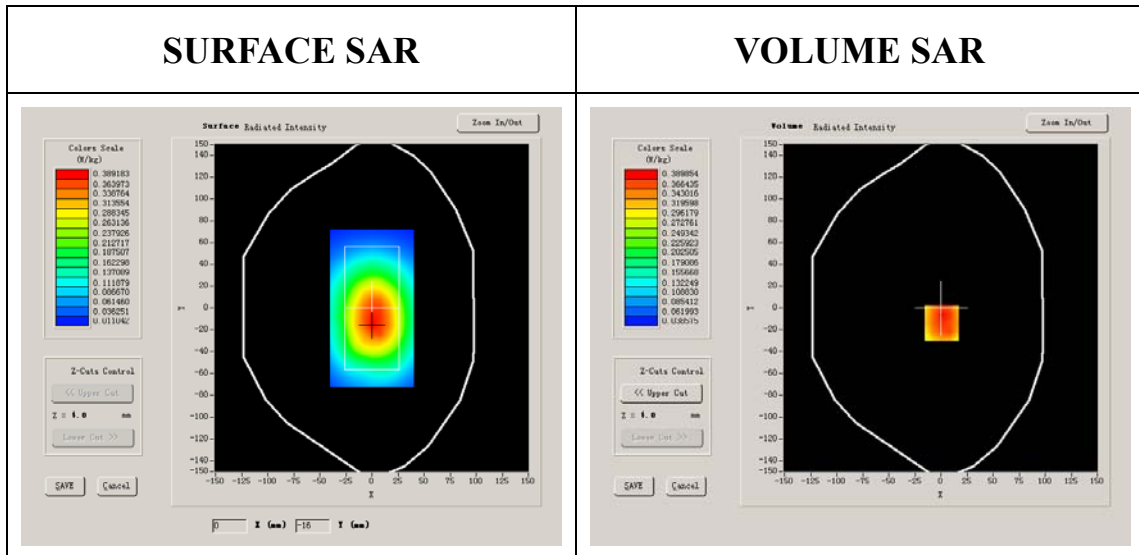 SURFACE SAR
Surface Radiated Intensity
Zoom In/Out
Colors Scale
(W/kg)
0.389183
0.363973
0.338764
0.313554
0.288345
0.263136
0.237926
0.212717
0.187507
0.162298
0.137089
0.111879
0.086670
0.061460
0.036251
0.011042
Z-Cuts Control
<< Upper Cut
Z = 4.0 mm
Lower Cut >>
SAVE
Cancel
150
140
120
100
80
60
40
20
0
-20
-40
-60
-80
-100
-120
-140
-150
Y
-150 -125 -100 -75 -50 -25 0 25 50 75 100 125 150
X
0 X (mm) -16 Y (mm)
VOLUME SAR
Volume Radiated Intensity
Zoom In/Out
Colors Scale
(W/kg)
0.389854
0.366435
0.343016
0.319598
0.296179
0.272761
0.249342
0.225923
0.202505
0.179086
0.155668
0.132249
0.108830
0.085412
0.061993
0.038575
Z-Cuts Control
<< Upper Cut
Z = 4.0 mm
Lower Cut >>
SAVE
Cancel
150
140
120
100
80
60
40
20
0
-20
-40
-60
-80
-100
-120
-140
-150
Y
-150 -125 -100 -75 -50 -25 0 25 50 75 100 125 150
X